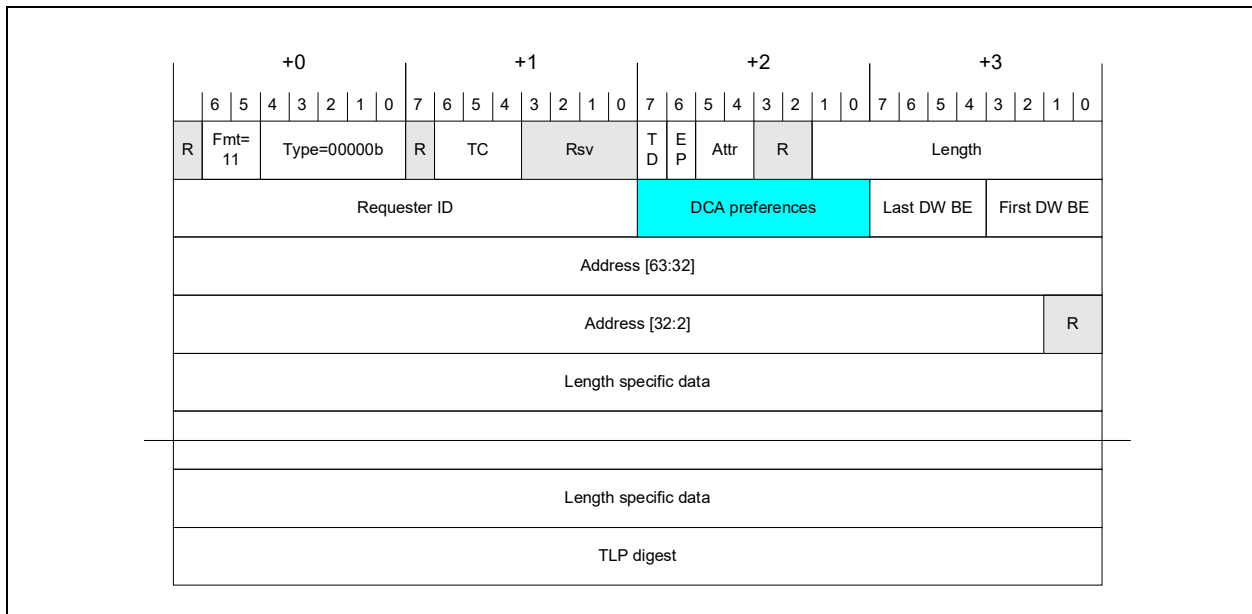 +0 +1 +2 +3
6 5 4 3 2 1 0 7 6 5 4 3 2 1 0 7 6 5 4 3 2 1 0 7 6 5 4 3 2 1 0
R Fmt= 11 Type=00000b R TC Rsv T D E P Attr R Length
Requester ID DCA preferences Last DW BE First DW BE
Address [63:32]
Address [32:2] R
Length specific data
Length specific data
TLP digest